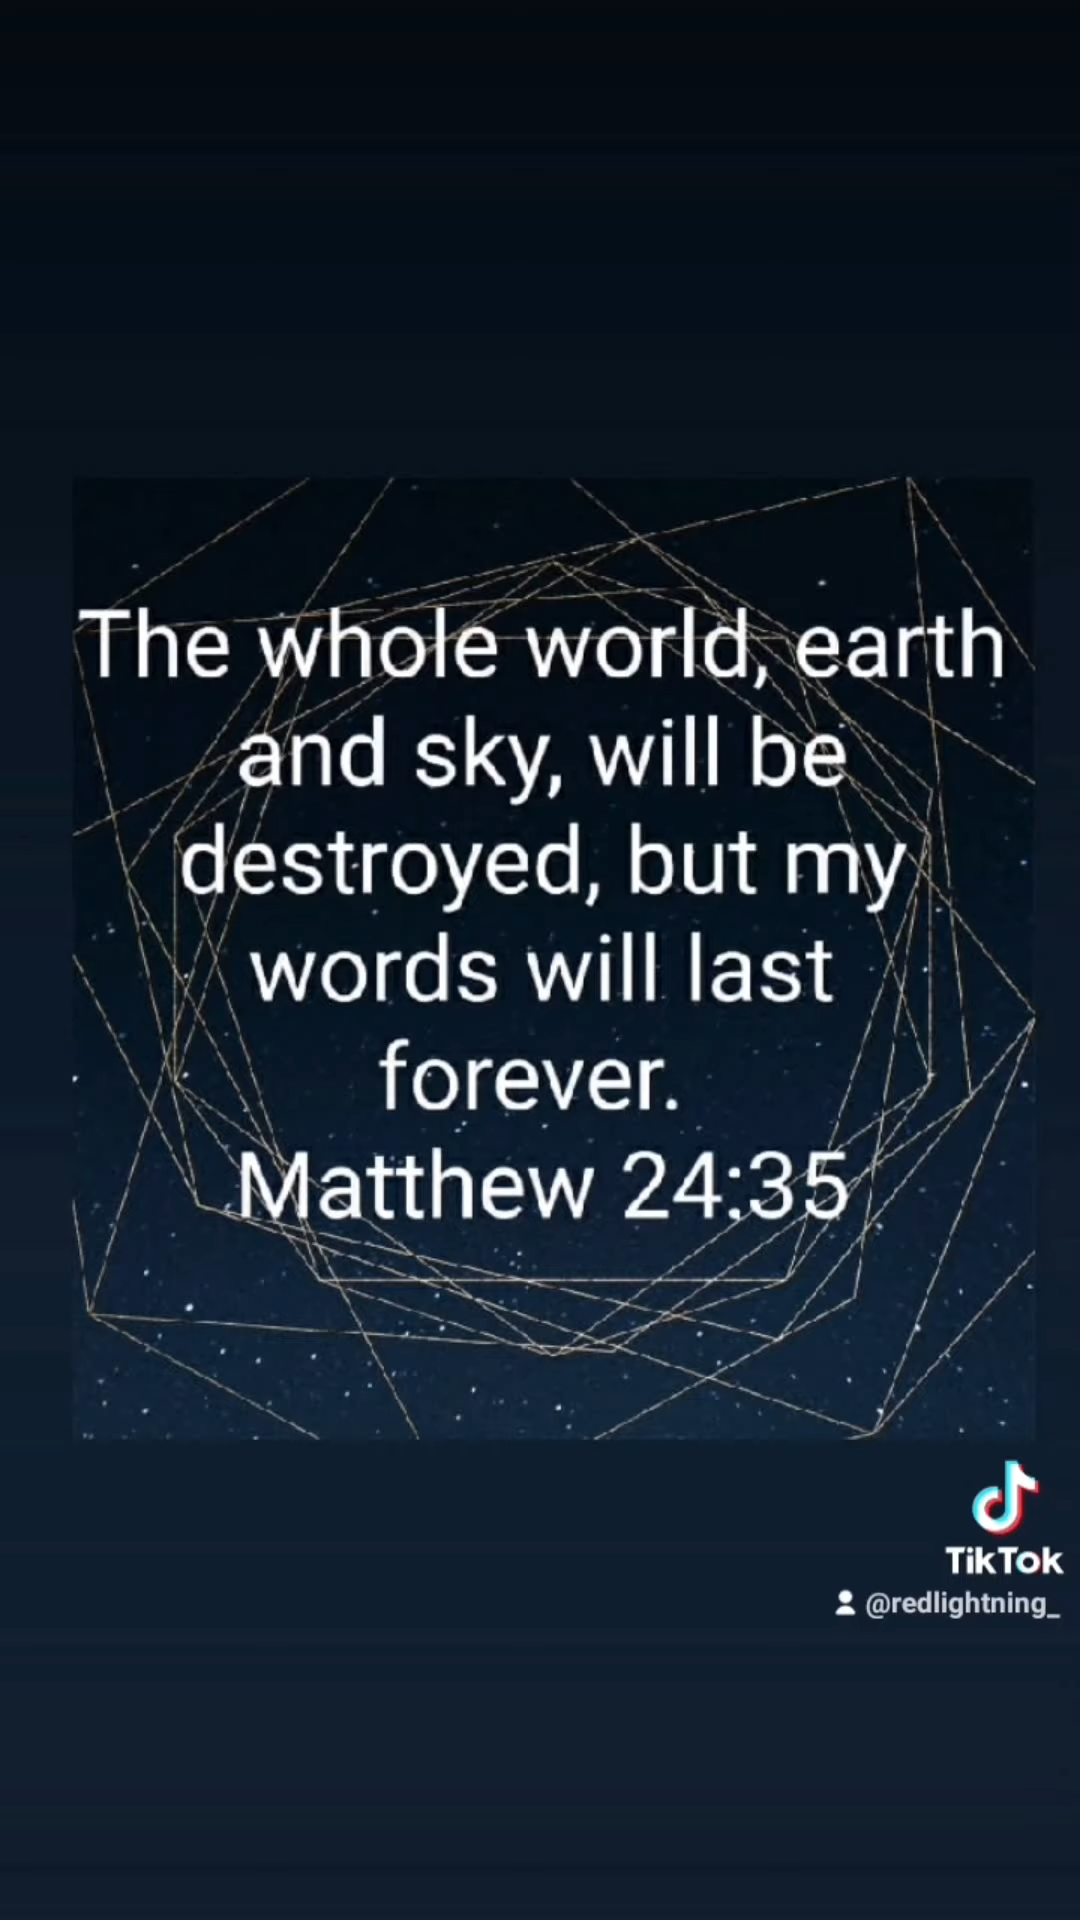 The whole world, earth
and sky, will be
destroyed, but my
words will last
forever.
Matthew 24:35
TikTok
@redlightning_